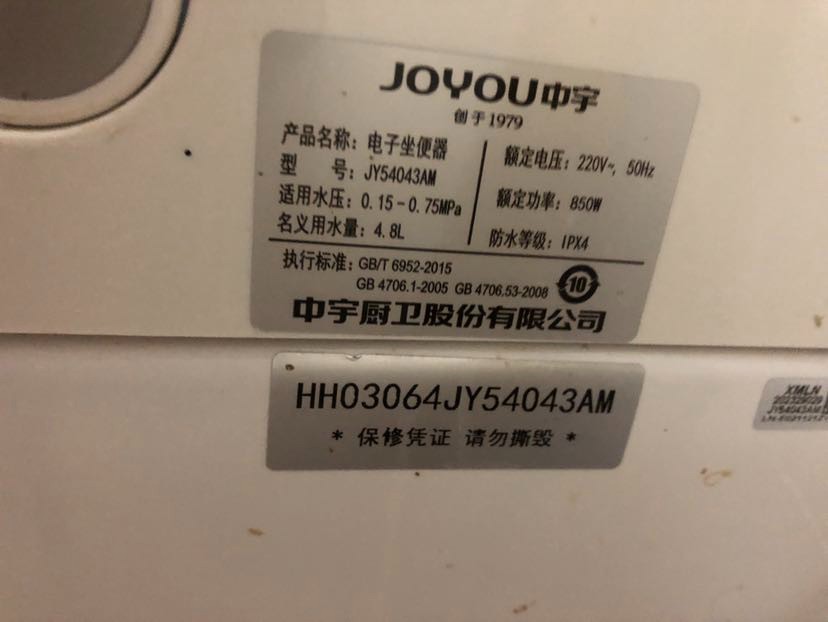 JOYOU中宇
创于1979
产品名称：电子坐便器
型 号：JY54043AM
适用水压：0.15-0.75MPa
名义用水量：4.8L
额定电压：220V~, 50Hz
额定功率：850W
防水等级：IPX4
执行标准：GB/T 6952-2015
GB 4706.1-2005 GB 4706.53-2008
10
中宇厨卫股份有限公司
HH03064JY54043AM
* 保修凭证 请勿撕毁 *
XMLN
JY54043AM